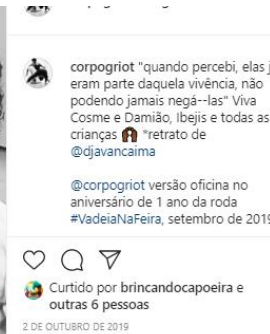 corpogriot "quando percebi, elas j
eram parte daquela vivência, não
podendo jamais negá--las" Viva
Cosme e Damião, Ibejis e todas as
crianças *retrato de
@djavancaima
@corpogriot versão oficina no
aniversário de 1 ano da roda
#VadeiaNaFeira, setembro de 2019
Curtido por brincandocapoeira e
outras 6 pessoas
2 DE OUTUBRO DE 2019